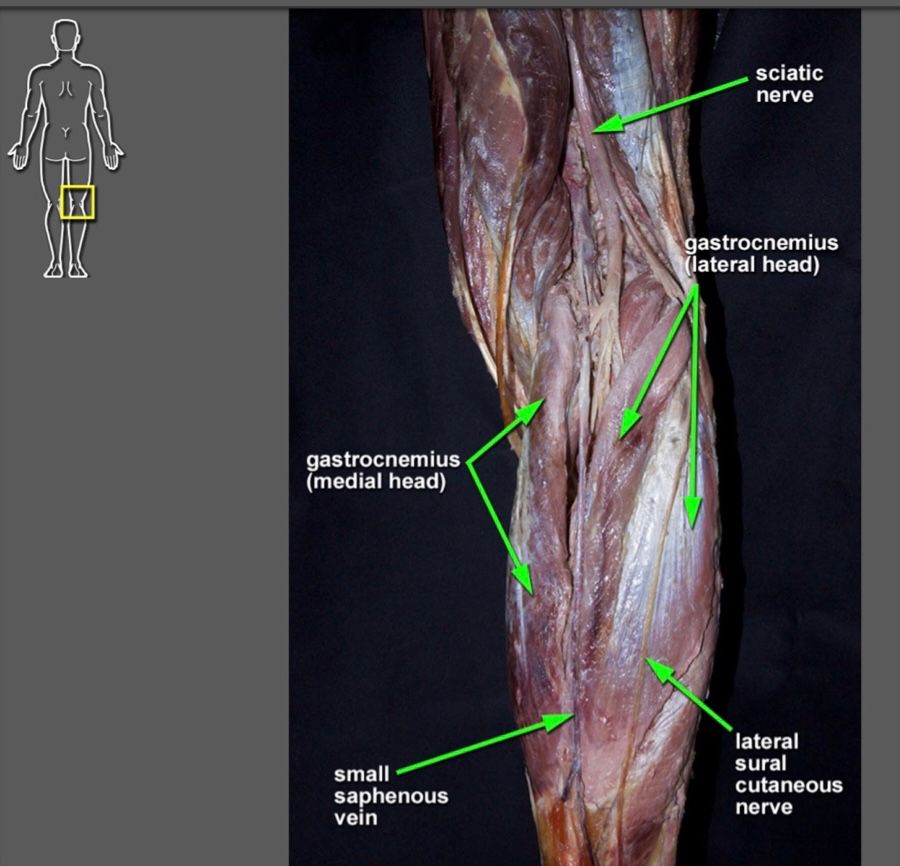 sciatic
nerve
gastrocnemius
(lateral head)
gastrocnemius
(medial head)
small
saphenous
vein
lateral
sural
cutaneous
nerve